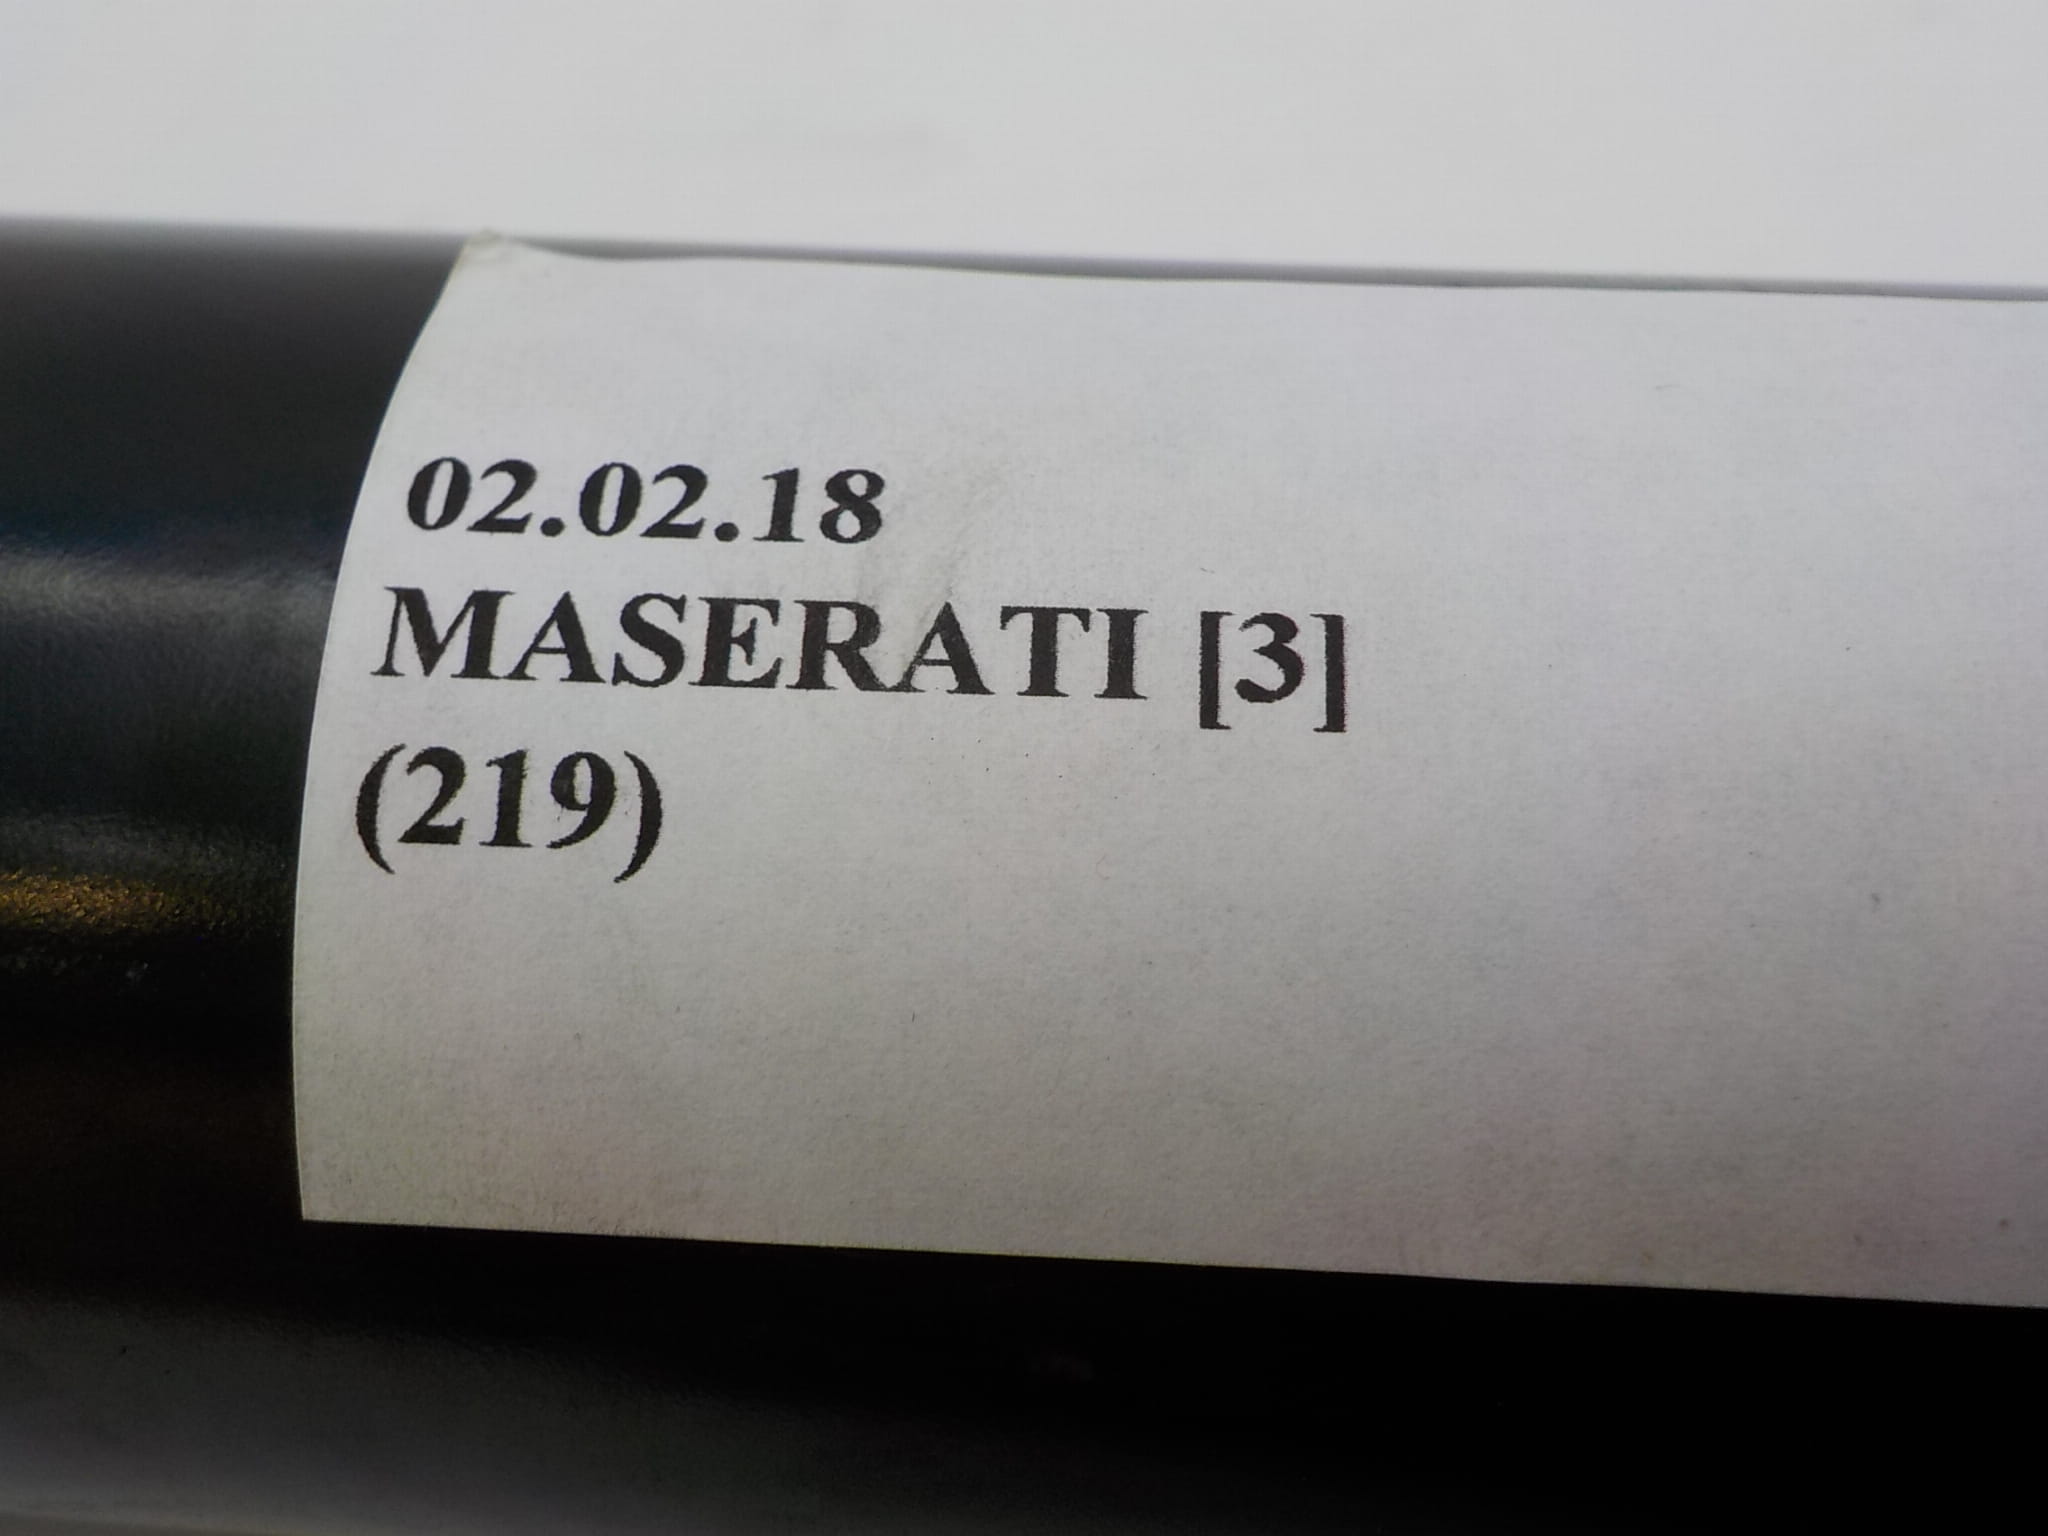 02.02.18
MASERATI [3]
(219)